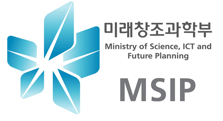 미래창조과학부
Ministry of Science, ICT and
Future Planning
MSIP